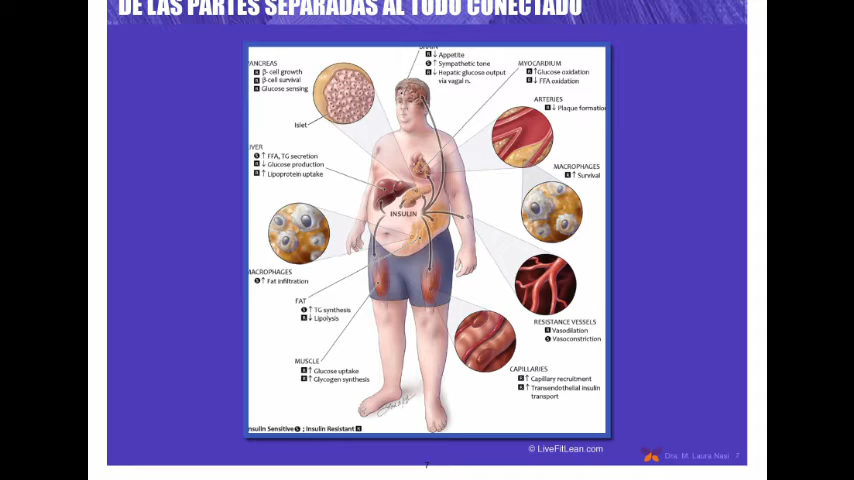 DE LAS PARTES SEPARADAS AL TODO CONECTADO
BRAIN
R ↓ Appetite
S ↑ Sympathetic tone
R ↓ Hepatic glucose output
via vagal n.
ANCREAS
R β-cell growth
R β-cell survival
R Glucose sensing
Islet
MYOCARDIUM
R ↑ Glucose oxidation
R ↓ FFA oxidation
ARTERIES
R ↓ Plaque formation
IVER
S ↑ FFA, TG secretion
R ↓ Glucose production
R ↑ Lipoprotein uptake
MACROPHAGES
R ↑ Survival
INSULIN
MACROPHAGES
S ↑ Fat infiltration
FAT
S ↑ TG synthesis
R ↓ Lipolysis
RESISTANCE VESSELS
R Vasodilation
S Vasoconstriction
MUSCLE
R ↑ Glucose uptake
R ↑ Glycogen synthesis
CAPILLARIES
R ↑ Capillary recruitment
R ↑ Transendothelial insulin
transport
nsulin Sensitive S ; Insulin Resistant R
© LiveFitLean.com
Dra. M. Laura Nasi 7
7